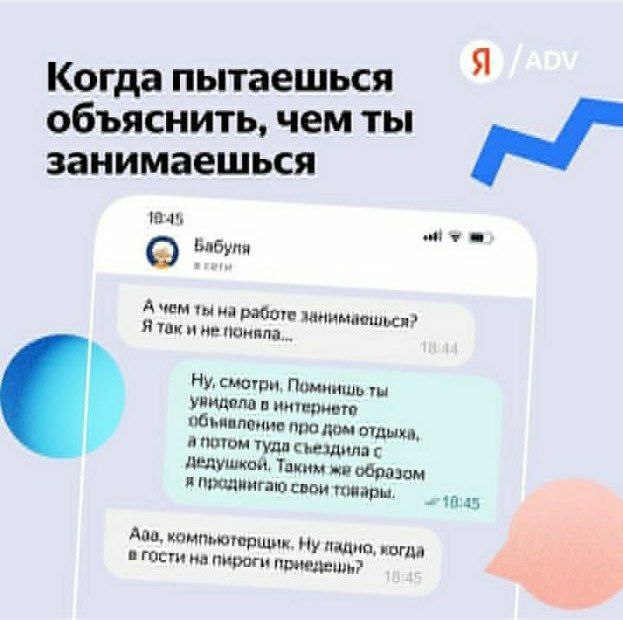 Я /ADV
Когда пытаешься
объяснить, чем ты
занимаешься
18:45
Бабуля
в сети
А чем ты на работе занимаешься?
Я так и не поняла...
18:44
Ну, смотри, Помнишь ты
увидела в интернете
объявление про дом отдыха,
а потом туда съездила с
дедушкой. Таким же образом
я продвигаю свои товары.
18:45
Ааа, компьютерщик. Ну ладно, когда
в гости на пироги приедешь?
18:45